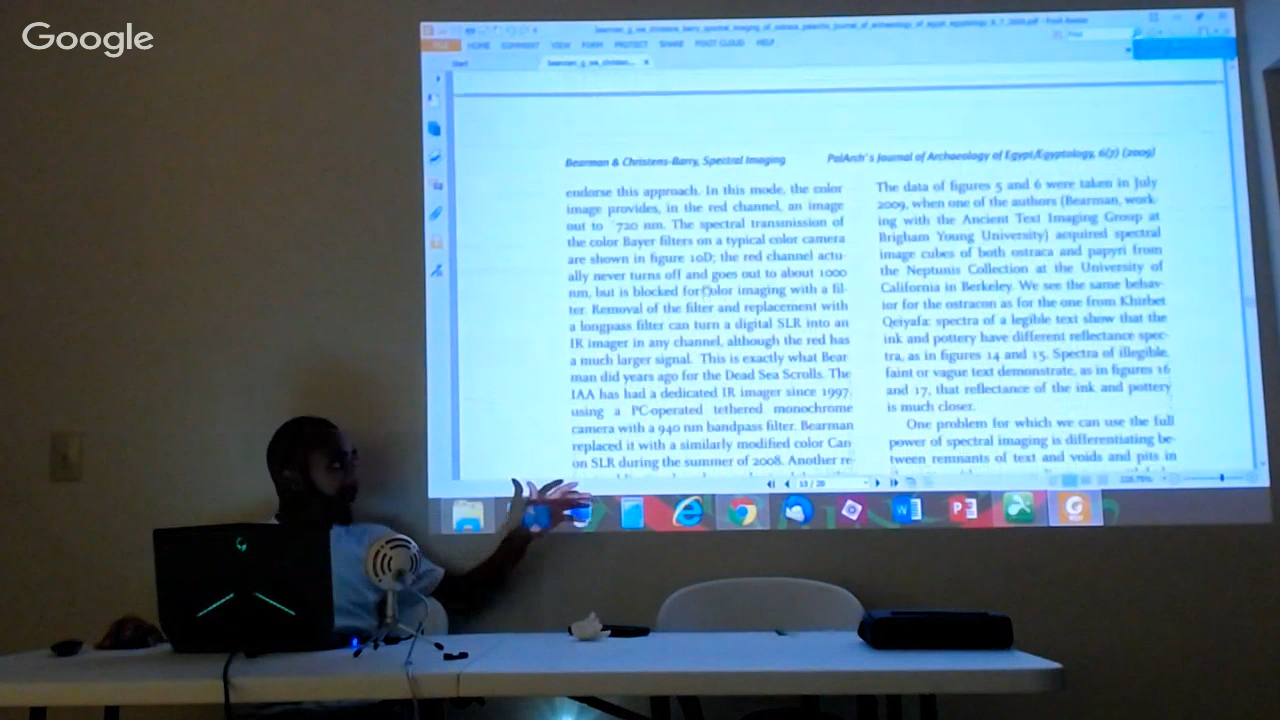 Google
FILE HOME COMMENT VIEW FORM PROTECT SHARE FOXIT CLOUD HELP
Start
Bearman & Christens-Barry, Spectral Imaging
PalArch's Journal of Archaeology of Egypt/Egyptology, 6(7) (2009)
endorse this approach. In this mode, the color
image provides, in the red channel, an image
out to ~720 nm. The spectral transmission of
the color Bayer filters on a typical color camera
are shown in figure 10D; the red channel actu-
ally never turns off and goes out to about 1000
nm, but is blocked for color imaging with a fil-
ter. Removal of the filter and replacement with
a longpass filter can turn a digital SLR into an
IR imager in any channel, although the red has
a much larger signal. This is exactly what Bear
man did years ago for the Dead Sea Scrolls. The
IAA has had a dedicated IR imager since 1997,
using a PC-operated tethered monochrome
camera with a 940 nm bandpass filter. Bearman
replaced it with a similarly modified color Can
on SLR during the summer of 2008. Another re
The data of figures 5 and 6 were taken in July
2009, when one of the authors (Bearman, work-
ing with the Ancient Text Imaging Group at
Brigham Young University) acquired spectral
image cubes of both ostraca and papyri from
the Neptunis Collection at the University of
California in Berkeley. We see the same behav-
ior for the ostracon as for the one from Khirbet
Qeiyafa: spectra of a legible text show that the
ink and pottery have different reflectance spec-
tra, as in figures 14 and 15. Spectra of illegible,
faint or vague text demonstrate, as in figures 16
and 17, that reflectance of the ink and pottery
is much closer.
One problem for which we can use the full
power of spectral imaging is differentiating be-
tween remnants of text and voids and pits in
13 / 20